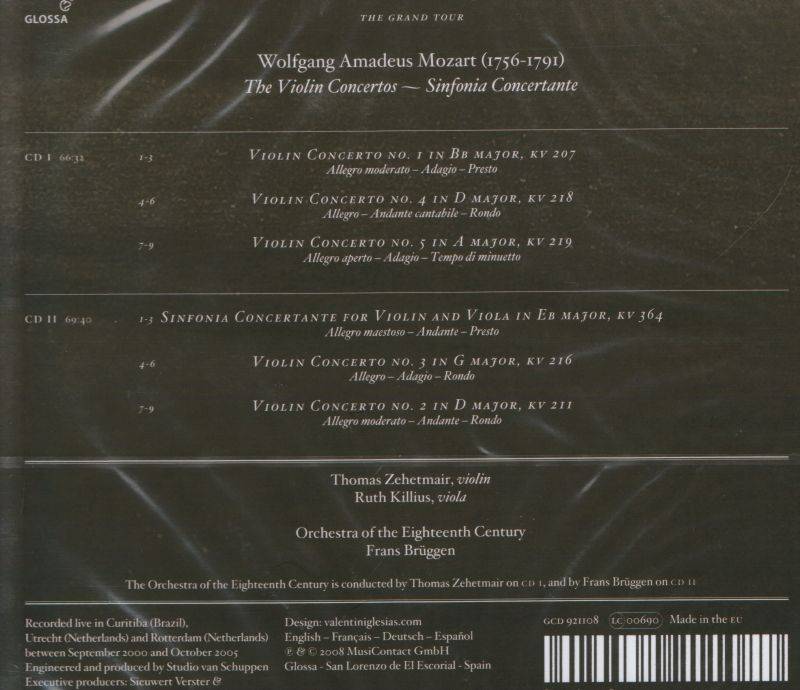 GLOSSA
THE GRAND TOUR
Wolfgang Amadeus Mozart (1756-1791)
The Violin Concertos — Sinfonia Concertante
CD I 66:32
1-3 Violin Concerto no. 1 in Bb major, KV 207
Allegro moderato – Adagio – Presto
4-6 Violin Concerto no. 4 in D major, KV 218
Allegro – Andante cantabile – Rondo
7-9 Violin Concerto no. 5 in A major, KV 219
Allegro aperto – Adagio – Tempo di minuetto
CD II 69:40
1-3 Sinfonia Concertante for Violin and Viola in Eb major, KV 364
Allegro maestoso – Andante – Presto
4-6 Violin Concerto no. 3 in G major, KV 216
Allegro – Adagio – Rondo
7-9 Violin Concerto no. 2 in D major, KV 211
Allegro moderato – Andante – Rondo
Thomas Zehetmair, violin
Ruth Killius, viola
Orchestra of the Eighteenth Century
Frans Brüggen
The Orchestra of the Eighteenth Century is conducted by Thomas Zehetmair on CD I, and by Frans Brüggen on CD II
Recorded live in Curitiba (Brazil),
Utrecht (Netherlands) and Rotterdam (Netherlands)
between September 2000 and October 2005
Engineered and produced by Studio van Schuppen
Executive producers: Sieuwert Verster &
Design: valentiniglesias.com
English – Français – Deutsch – Español
℗ & © 2008 MusiContact GmbH
Glossa - San Lorenzo de El Escorial - Spain
GCD 921108 LC 00690 Made in the EU